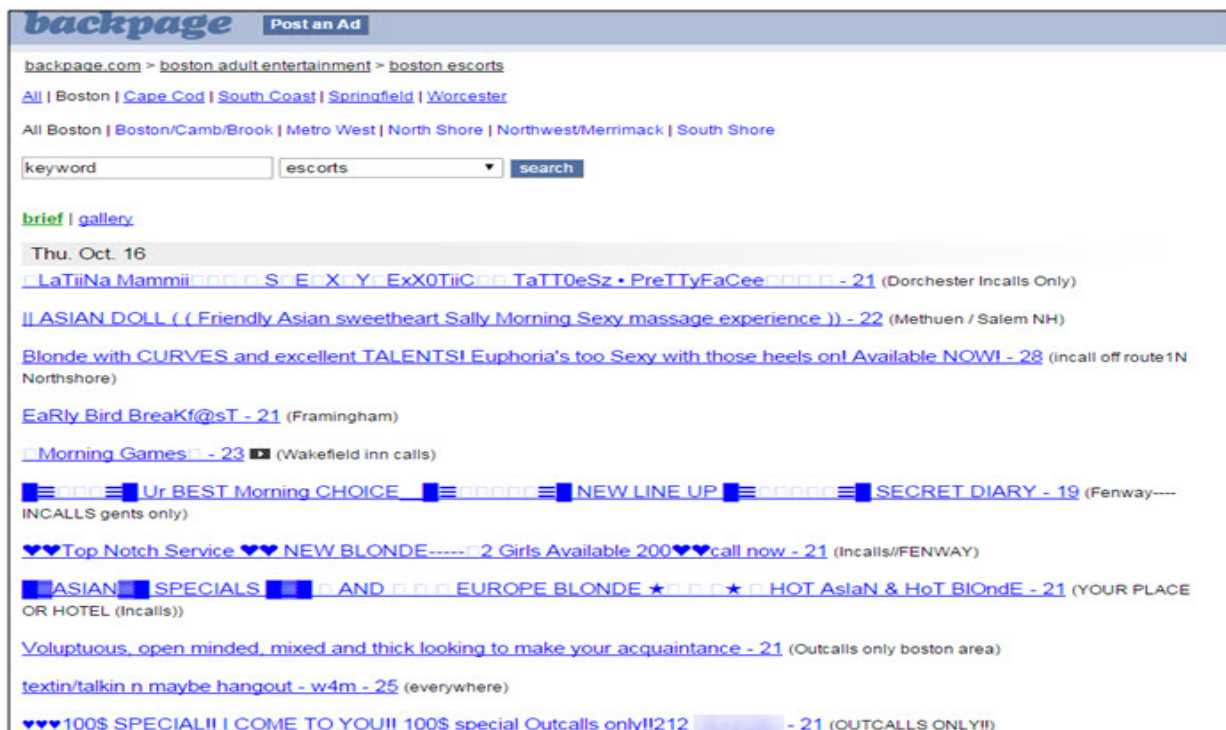 backpage Post an Ad
backpage.com > boston adult entertainment > boston escorts
All | Boston | Cape Cod | South Coast | Springfield | Worcester
All Boston | Boston/Camb/Brook | Metro West | North Shore | Northwest/Merrimack | South Shore
keyword escorts ▼ search
brief | gallery
Thu. Oct. 16
□LaTiiNa Mammii□□□ □ S□E□X□Y□ExX0TiiC□□ TaTT0eSz • PreTTyFaCee□□□ □ - 21 (Dorchester Incalls Only)
|| ASIAN DOLL ( ( Friendly Asian sweetheart Sally Morning Sexy massage experience )) - 22 (Methuen / Salem NH)
Blonde with CURVES and excellent TALENTS! Euphoria's too Sexy with those heels on! Available NOW! - 28 (incall off route1N
Northshore)
EaRly Bird BreaKf@sT - 21 (Framingham)
□Morning Games□ - 23 (Wakefield inn calls)
█≡□□□≡█ Ur BEST Morning CHOICE__█≡□□□□□≡█ NEW LINE UP █≡□□□□□≡█ SECRET DIARY - 19 (Fenway----
INCALLS gents only)
♥♥Top Notch Service ♥♥ NEW BLONDE-----□2 Girls Available 200♥♥call now - 21 (Incalls//FENWAY)
█▓ASIAN▓█ SPECIALS █▓█ □ AND □ □ □ EUROPE BLONDE ★□ □ □★ □ HOT AsIaN & HoT BlOndE - 21 (YOUR PLACE
OR HOTEL (Incalls))
Voluptuous, open minded, mixed and thick looking to make your acquaintance - 21 (Outcalls only boston area)
textin/talkin n maybe hangout - w4m - 25 (everywhere)
♥♥♥100$ SPECIAL!! I COME TO YOU!! 100$ special Outcalls only!!212 - 21 (OUTCALLS ONLY!!)